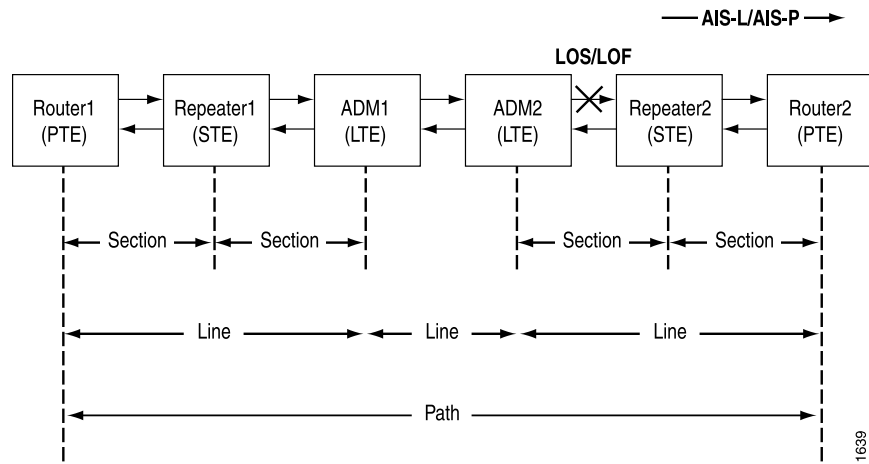 AIS-L/AIS-P
LOS/LOF
Router1
(PTE)
Repeater1
(STE)
ADM1
(LTE)
ADM2
(LTE)
Repeater2
(STE)
Router2
(PTE)
Section
Section
Section
Section
Line
Line
Line
Path
1639